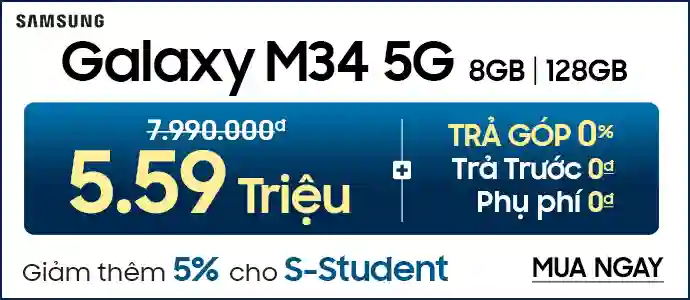 SAMSUNG
Galaxy M34 5G 8GB | 128GB
7.990.000đ
5.59 Triệu
TRẢ GÓP 0%
Trả Trước 0đ
Phụ phí 0đ
Giảm thêm 5% cho S-Student
MUA NGAY